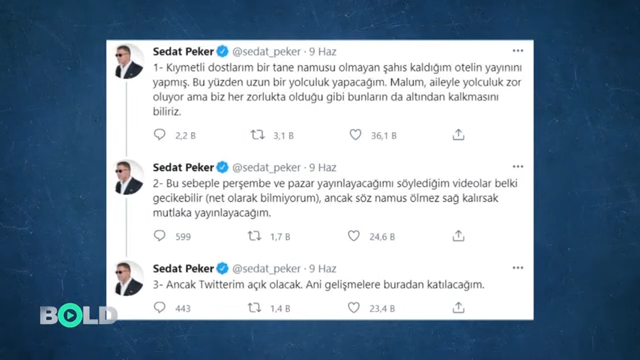 Sedat Peker @sedat_peker · 9 Haz
1- Kıymetli dostlarım bir tane namusu olmayan şahıs kaldığım otelin yayınını
yapmış. Bu yüzden uzun bir yolculuk yapacağım. Malum, aileyle yolculuk zor
oluyor ama biz her zorlukta olduğu gibi bunların da altından kalkmasını
biliriz.
2,2 B 3,1 B 36,1 B
Sedat Peker @sedat_peker · 9 Haz
2- Bu sebeple perşembe ve pazar yayınlayacağımı söylediğim videolar belki
gecikebilir (net olarak bilmiyorum), ancak söz namus ölmez sağ kalırsak
mutlaka yayınlayacağım.
599 1,7 B 24,6 B
Sedat Peker @sedat_peker · 9 Haz
3- Ancak Twitterim açık olacak. Ani gelişmelere buradan katılacağım.
443 1,4 B 23,4 B
BOLD